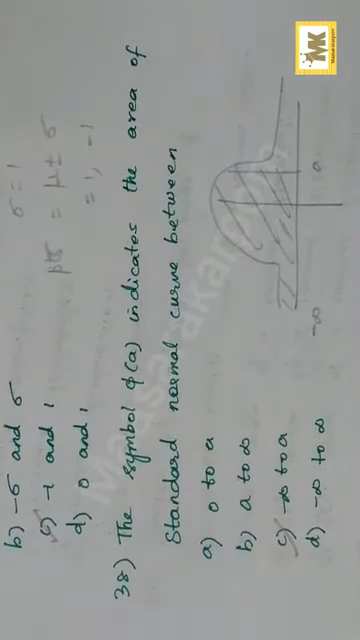 b) -σ and σ
c) -1 and 1
d) 0 and 1
σ = 1
= μ ± σ
= 1, -1
38) The symbol φ(a) indicates the area of
Standard normal curve between
a) 0 to a
b) a to ∞
c) -∞ to a
d) -∞ to ∞
-∞
a
MK